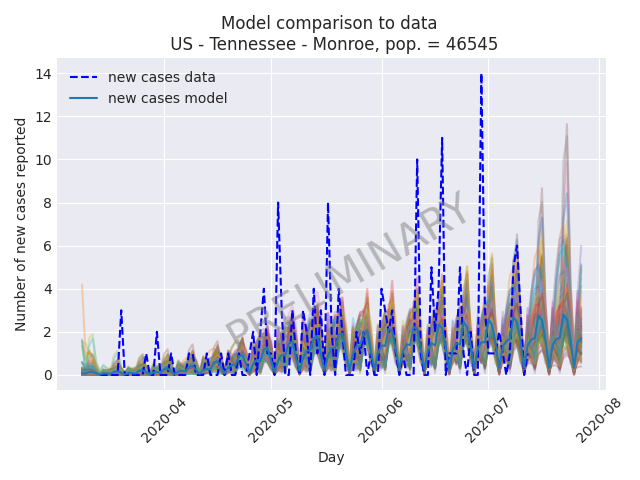 Model comparison to data
US - Tennessee - Monroe, pop. = 46545
new cases data
new cases model
Number of new cases reported
14
12
10
8
6
4
2
0
PRELIMINARY
2020-04
2020-05
2020-06
2020-07
2020-08
Day